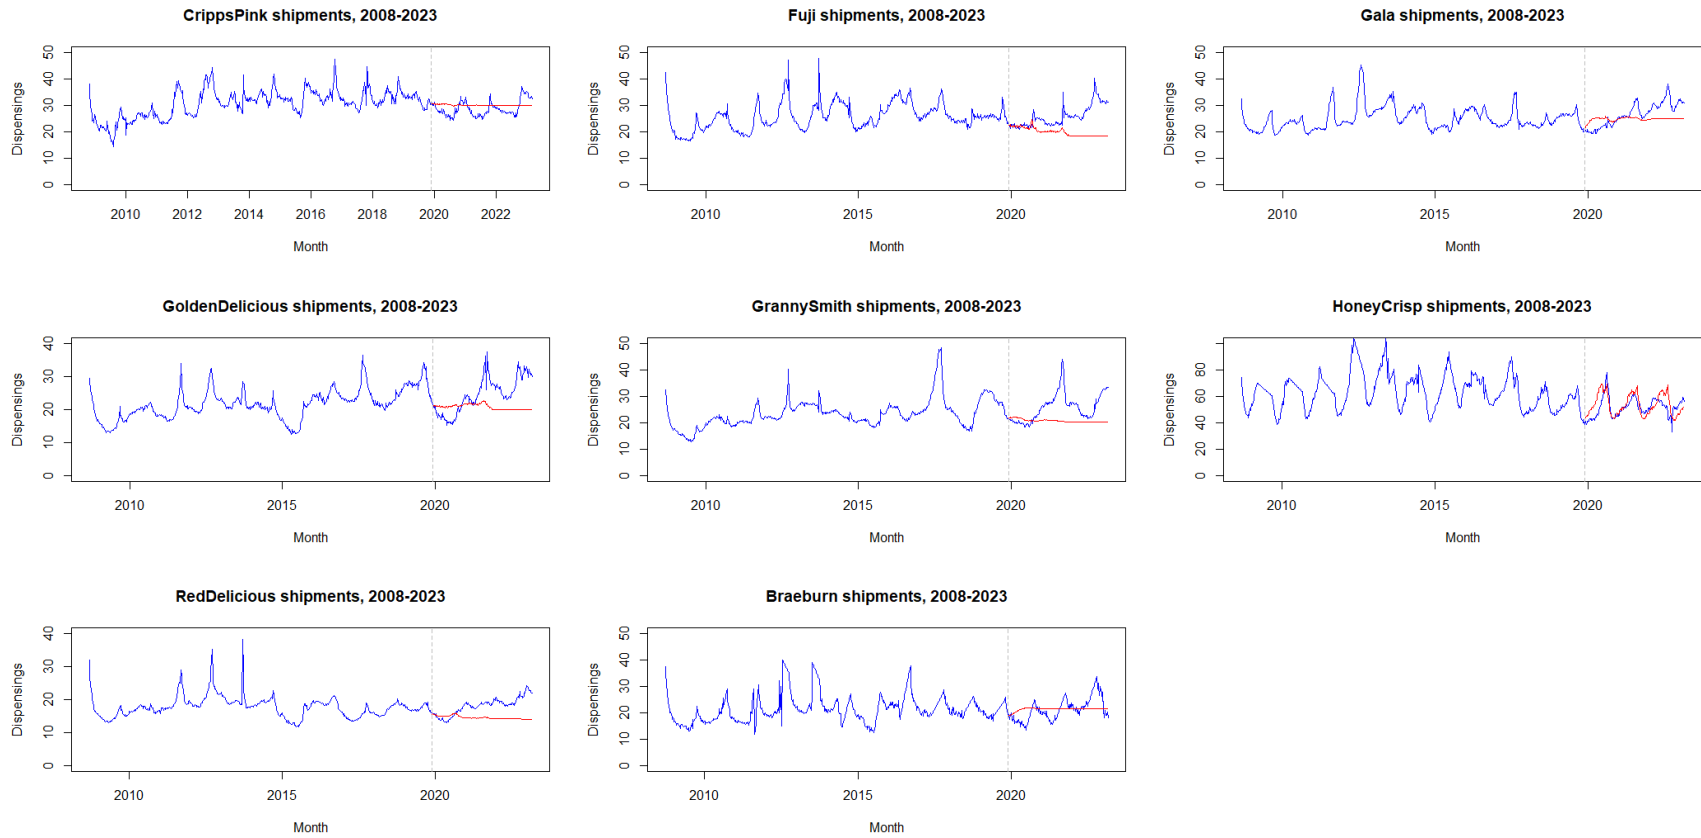 CrippsPink shipments, 2008-2023
Dispensings
50
40
30
20
10
0
2010 2012 2014 2016 2018 2020 2022
Month
Fuji shipments, 2008-2023
Dispensings
50
40
30
20
10
0
2010 2015 2020
Month
Gala shipments, 2008-2023
Dispensings
50
40
30
20
10
0
2010 2015 2020
Month
GoldenDelicious shipments, 2008-2023
Dispensings
40
30
20
10
0
2010 2015 2020
Month
GrannySmith shipments, 2008-2023
Dispensings
50
40
30
20
10
0
2010 2015 2020
Month
HoneyCrisp shipments, 2008-2023
Dispensings
80
60
40
20
0
2010 2015 2020
Month
RedDelicious shipments, 2008-2023
Dispensings
40
30
20
10
0
2010 2015 2020
Month
Braeburn shipments, 2008-2023
Dispensings
50
40
30
20
10
0
2010 2015 2020
Month